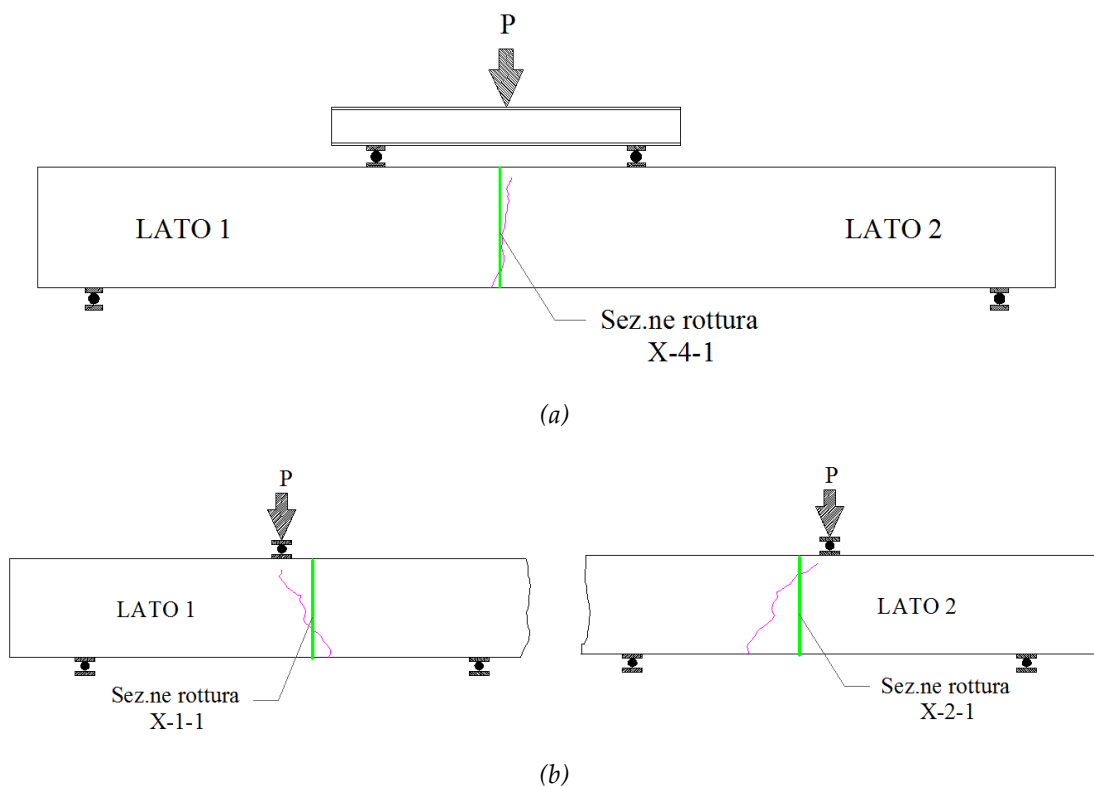 P
LATO 1
LATO 2
Sez.ne rottura
X-4-1
(a)
P
P
LATO 1
LATO 2
Sez.ne rottura
X-1-1
Sez.ne rottura
X-2-1
(b)